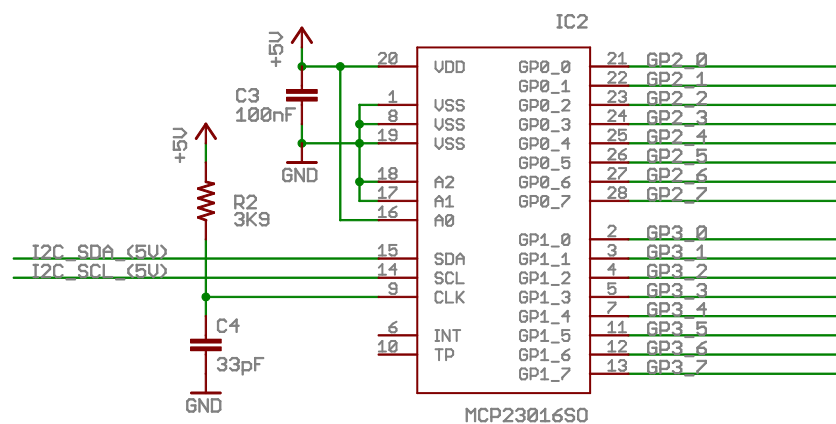 IC2
+5V
20 VDD GP0_0 21 GP2_0
GP0_1 22 GP2_1
C3
100nF
1 VSS GP0_2 23 GP2_2
8 VSS GP0_3 24 GP2_3
19 VSS GP0_4 25 GP2_4
GND
+5V
GP0_5 26 GP2_5
18 A2 GP0_6 27 GP2_6
17 A1 GP0_7 28 GP2_7
16 A0
R2
3K9
GP1_0 2 GP3_0
I2C_SDA_(5V) 15 SDA GP1_1 3 GP3_1
I2C_SCL_(5V) 14 SCL GP1_2 4 GP3_2
9 CLK GP1_3 5 GP3_3
GP1_4 7 GP3_4
C4
33pF
6 INT GP1_5 11 GP3_5
10 TP GP1_6 12 GP3_6
GP1_7 13 GP3_7
GND
MCP23016SO